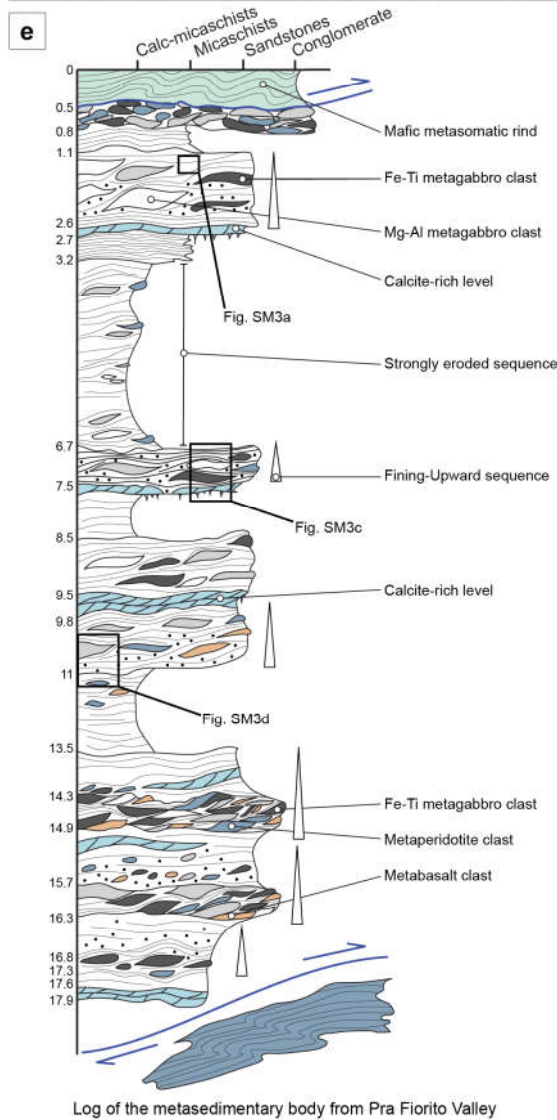 e
Calc-micaschists
Micaschists
Sandstones
Conglomerate
0
0.5
0.8
Mafic metasomatic rind
1.1
Fe-Ti metagabbro clast
2.6
Mg-Al metagabbro clast
2.7
3.2
Calcite-rich level
Fig. SM3a
Strongly eroded sequence
6.7
Fining-Upward sequence
7.5
Fig. SM3c
8.5
9.5
Calcite-rich level
9.8
11
Fig. SM3d
13.5
14.3
Fe-Ti metagabbro clast
14.9
Metaperidotite clast
15.7
Metabasalt clast
16.3
16.8
17.3
17.6
17.9
Log of the metasedimentary body from Pra Fiorito Valley